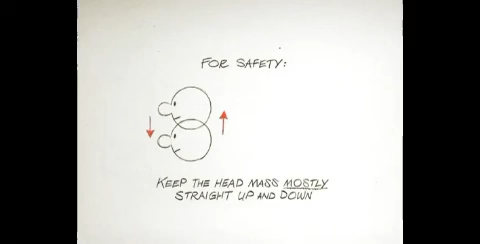 FOR SAFETY:
KEEP THE HEAD MASS MOSTLY
STRAIGHT UP AND DOWN